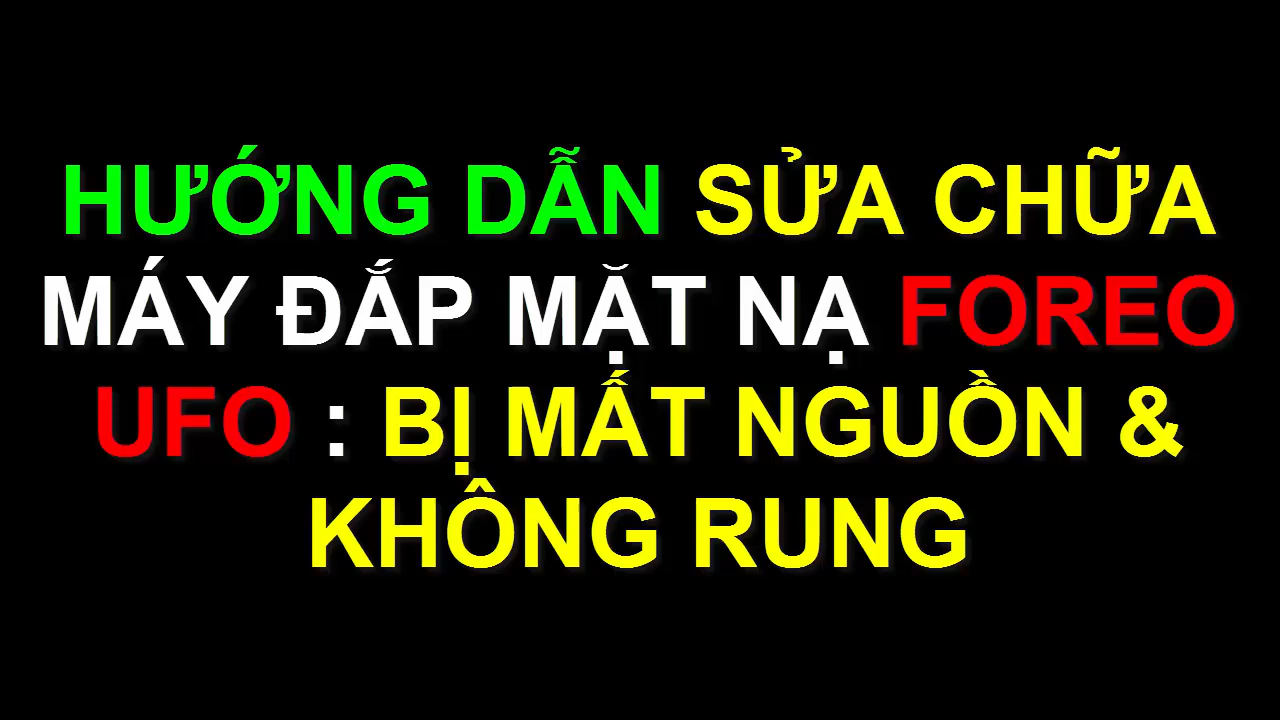 HƯỚNG DẪN SỬA CHỮA
MÁY ĐẮP MẶT NẠ FOREO
UFO : BỊ MẤT NGUỒN &
KHÔNG RUNG